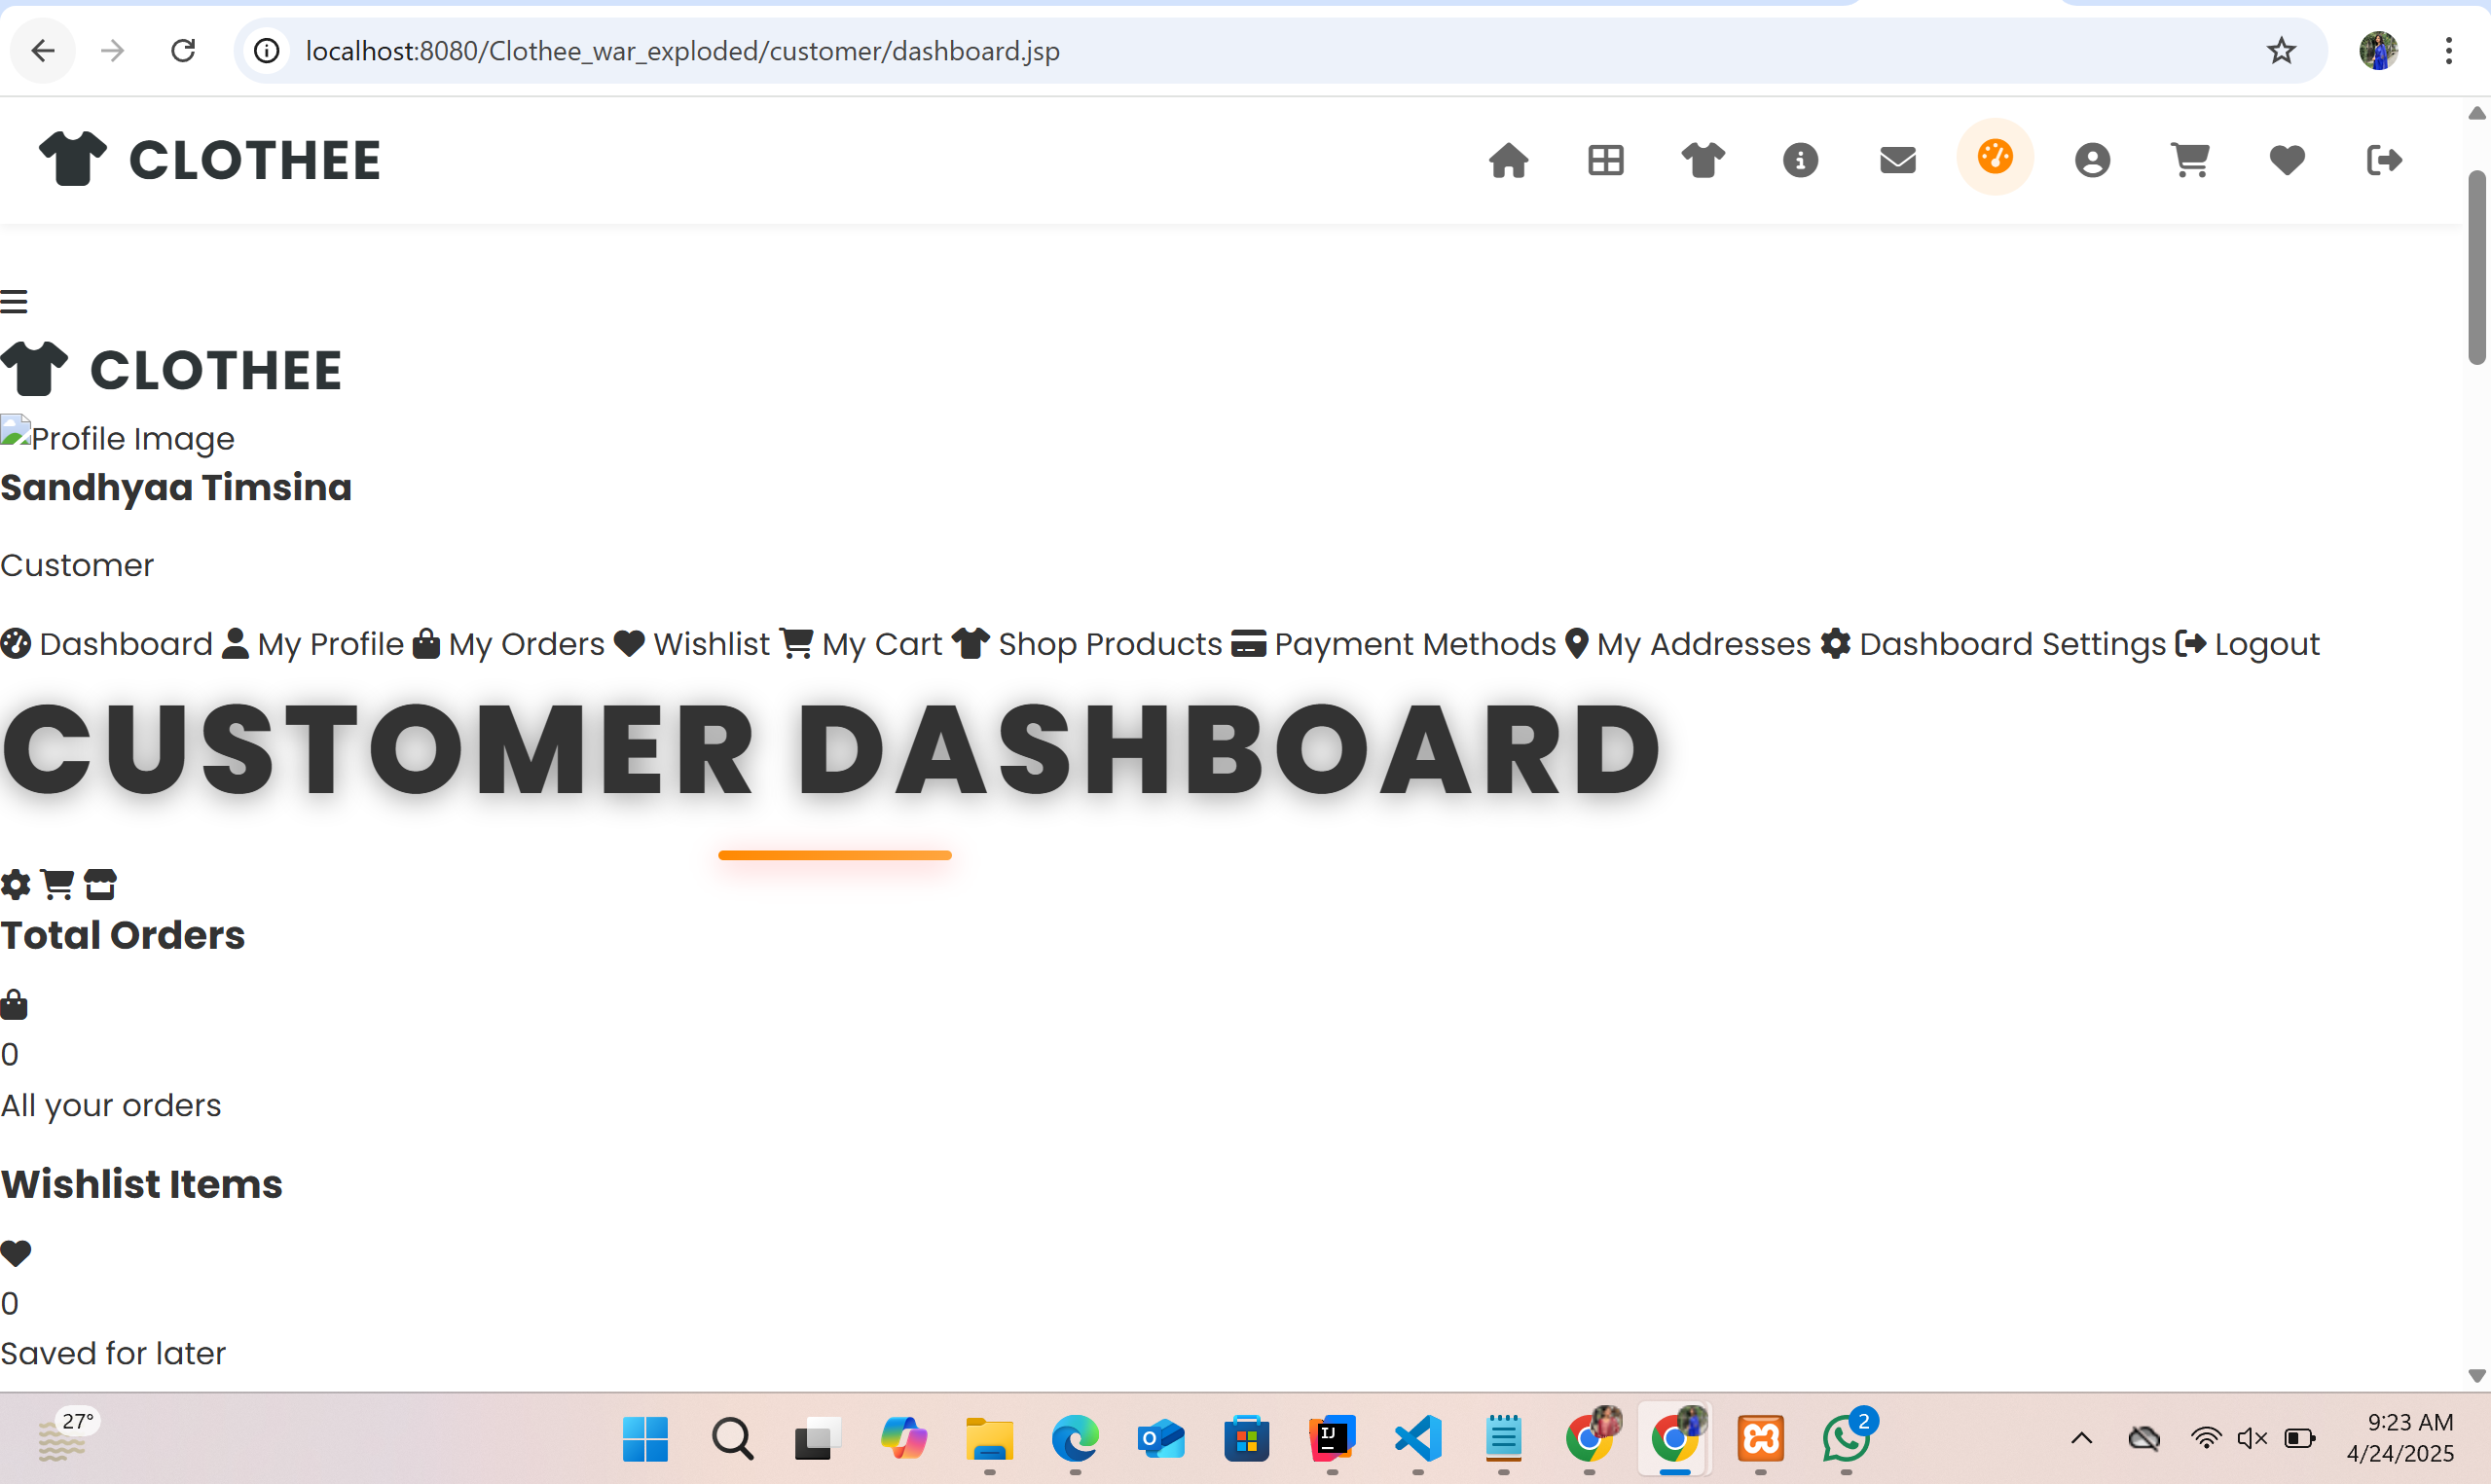 localhost:8080/Clothee_war_exploded/customer/dashboard.jsp
CLOTHEE
CLOTHEE
Profile Image
Sandhyaa Timsina
Customer
Dashboard My Profile My Orders Wishlist My Cart Shop Products Payment Methods My Addresses Dashboard Settings Logout
CUSTOMER DASHBOARD
Total Orders
0
All your orders
Wishlist Items
0
Saved for later
27°
IJ
2
9:23 AM
4/24/2025